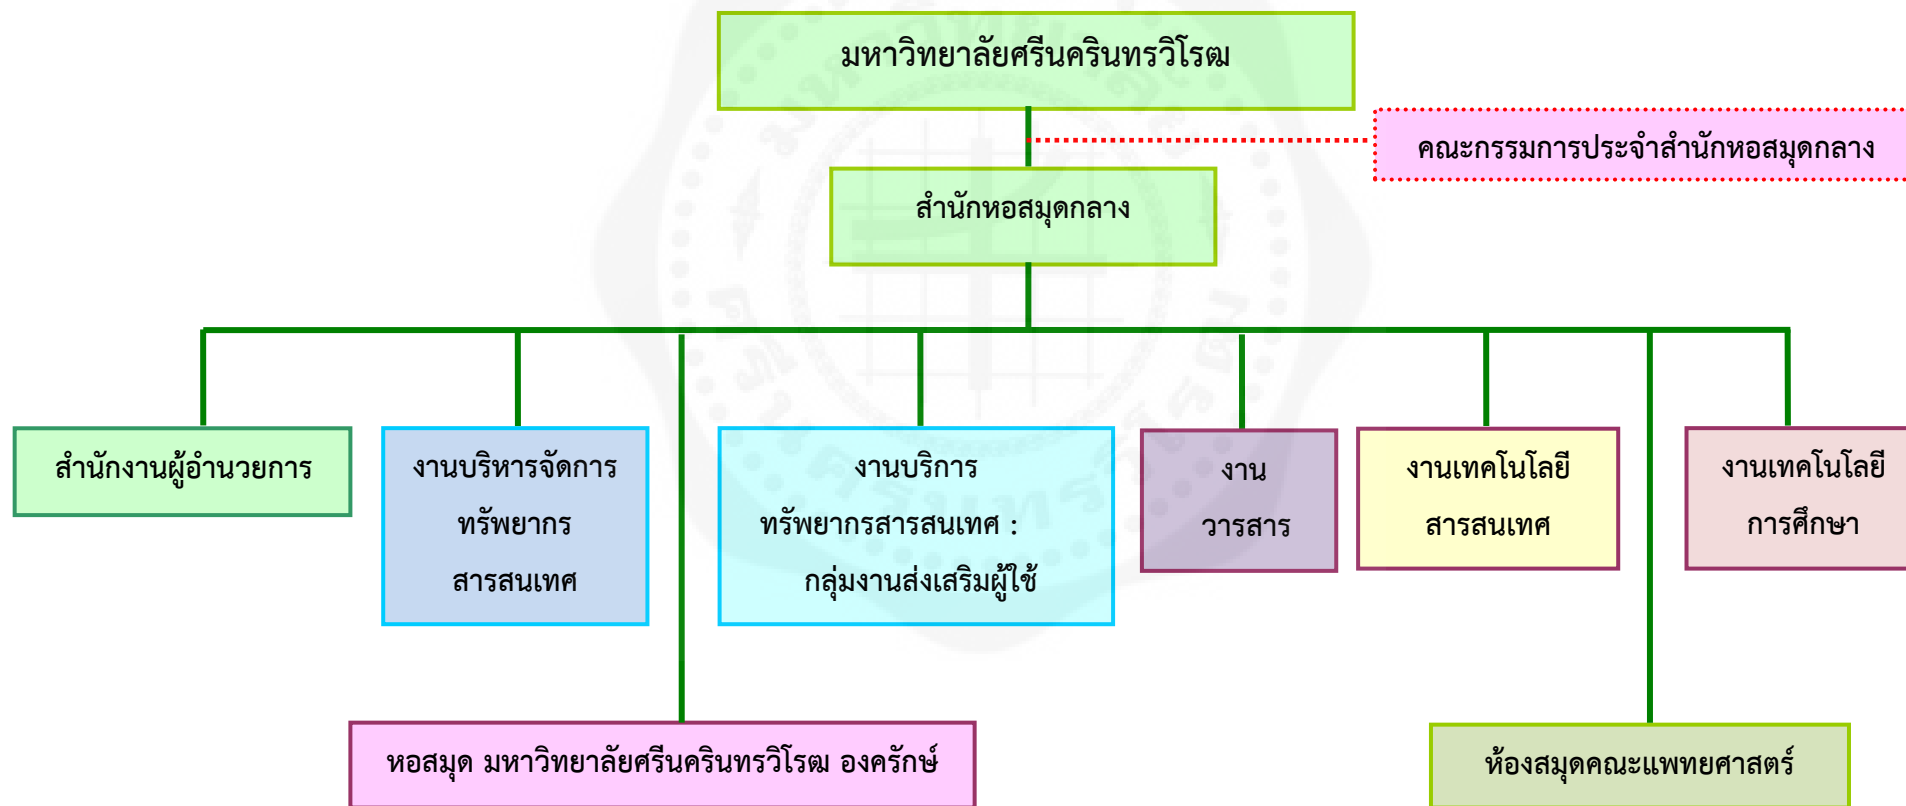 มหาวิทยาลัยศรีนครินทรวิโรฒ
คณะกรรมการประจำสำนักหอสมุดกลาง
สำนักหอสมุดกลาง
สำนักงานผู้อำนวยการ
งานบริหารจัดการ
ทรัพยากร
สารสนเทศ
งานบริการ
ทรัพยากรสารสนเทศ :
กลุ่มงานส่งเสริมผู้ใช้
งาน
วารสาร
งานเทคโนโลยี
สารสนเทศ
งานเทคโนโลยี
การศึกษา
หอสมุด มหาวิทยาลัยศรีนครินทรวิโรฒ องครักษ์
ห้องสมุดคณะแพทยศาสตร์